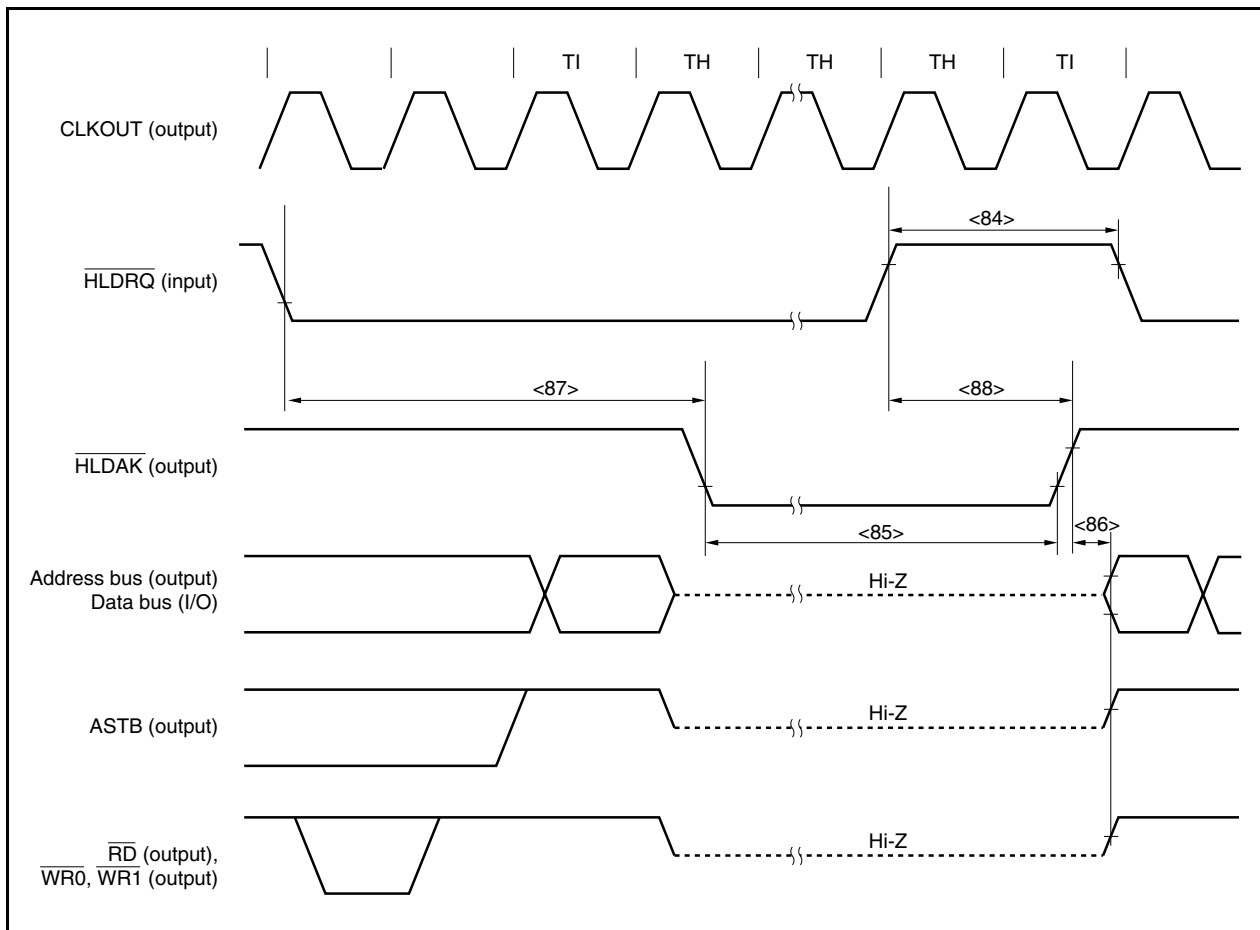 TI TH TH TH TI
CLKOUT (output)
<84>
HLDRQ (input)
<87>
<88>
HLDAK (output)
<85>
<86>
Address bus (output)
Data bus (I/O)
Hi-Z
ASTB (output)
Hi-Z
RD (output),
WR0, WR1 (output)
Hi-Z